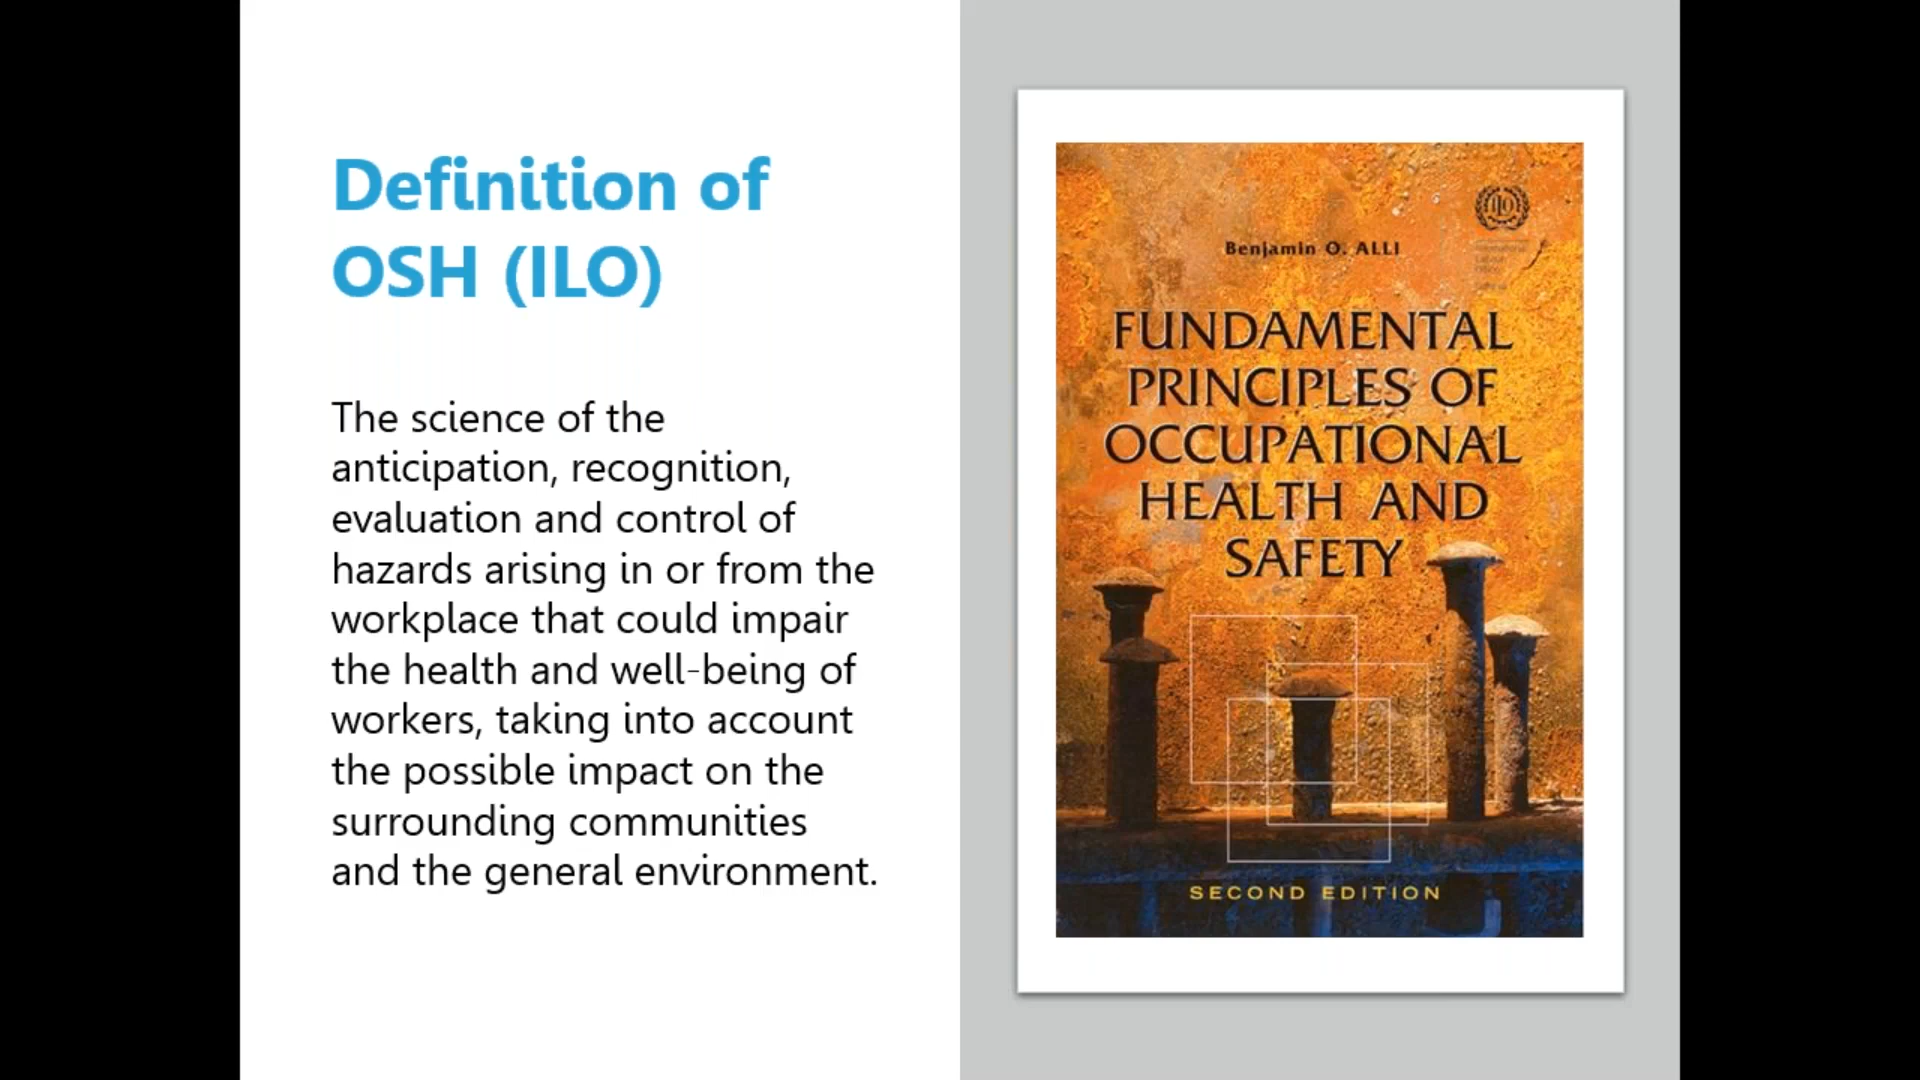 Definition of
OSH (ILO)
The science of the
anticipation, recognition,
evaluation and control of
hazards arising in or from the
workplace that could impair
the health and well-being of
workers, taking into account
the possible impact on the
surrounding communities
and the general environment.
ILO
Benjamin O. ALLI
FUNDAMENTAL
PRINCIPLES OF
OCCUPATIONAL
HEALTH AND
SAFETY
SECOND EDITION